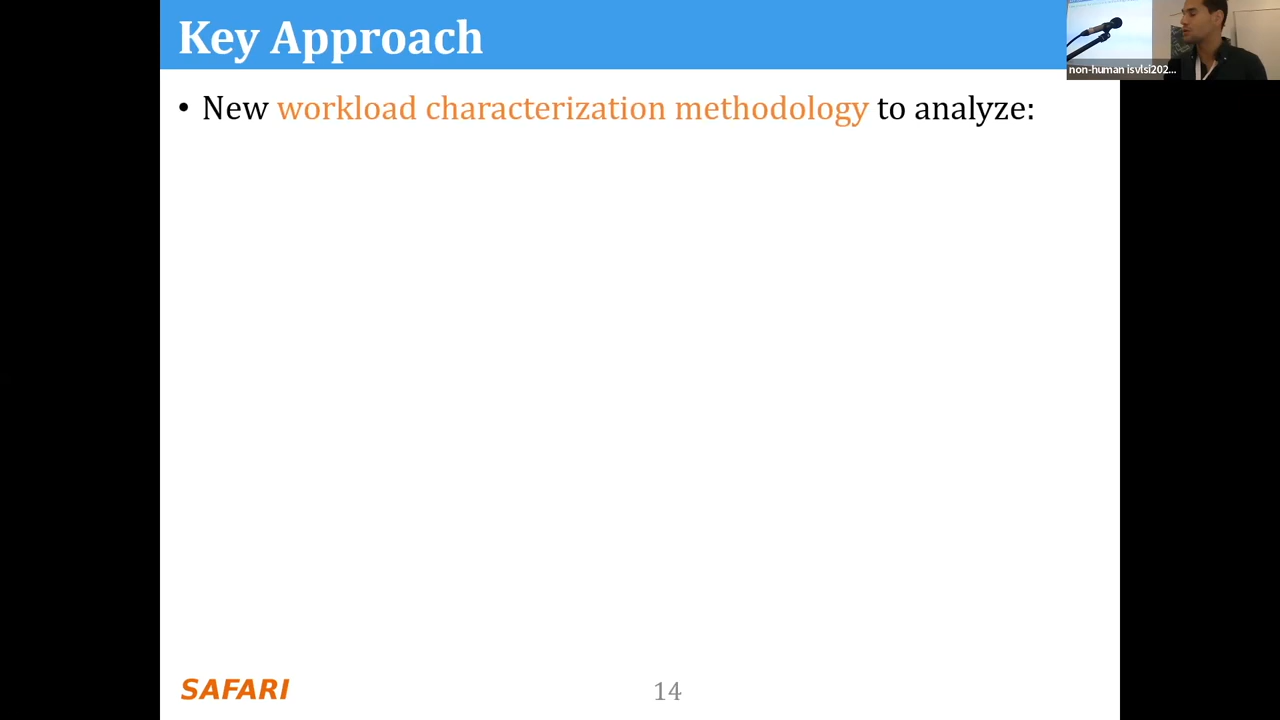 Key Approach
non-human isvlsi202...
• New workload characterization methodology to analyze:
SAFARI
14